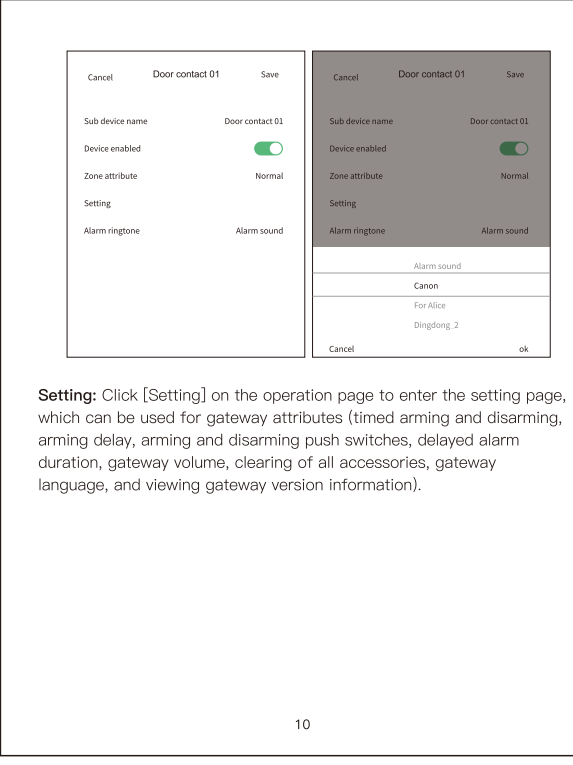 Cancel Door contact 01 Save
Sub device name Door contact 01
Device enabled
Zone attribute Normal
Setting
Alarm ringtone Alarm sound
Cancel Door contact 01 Save
Sub device name Door contact 01
Device enabled
Zone attribute Normal
Setting
Alarm ringtone Alarm sound
Alarm sound
Canon
For Alice
Dingdong_2
Cancel ok
Setting: Click [Setting] on the operation page to enter the setting page,
which can be used for gateway attributes (timed arming and disarming,
arming delay, arming and disarming push switches, delayed alarm
duration, gateway volume, clearing of all accessories, gateway
language, and viewing gateway version information).
10